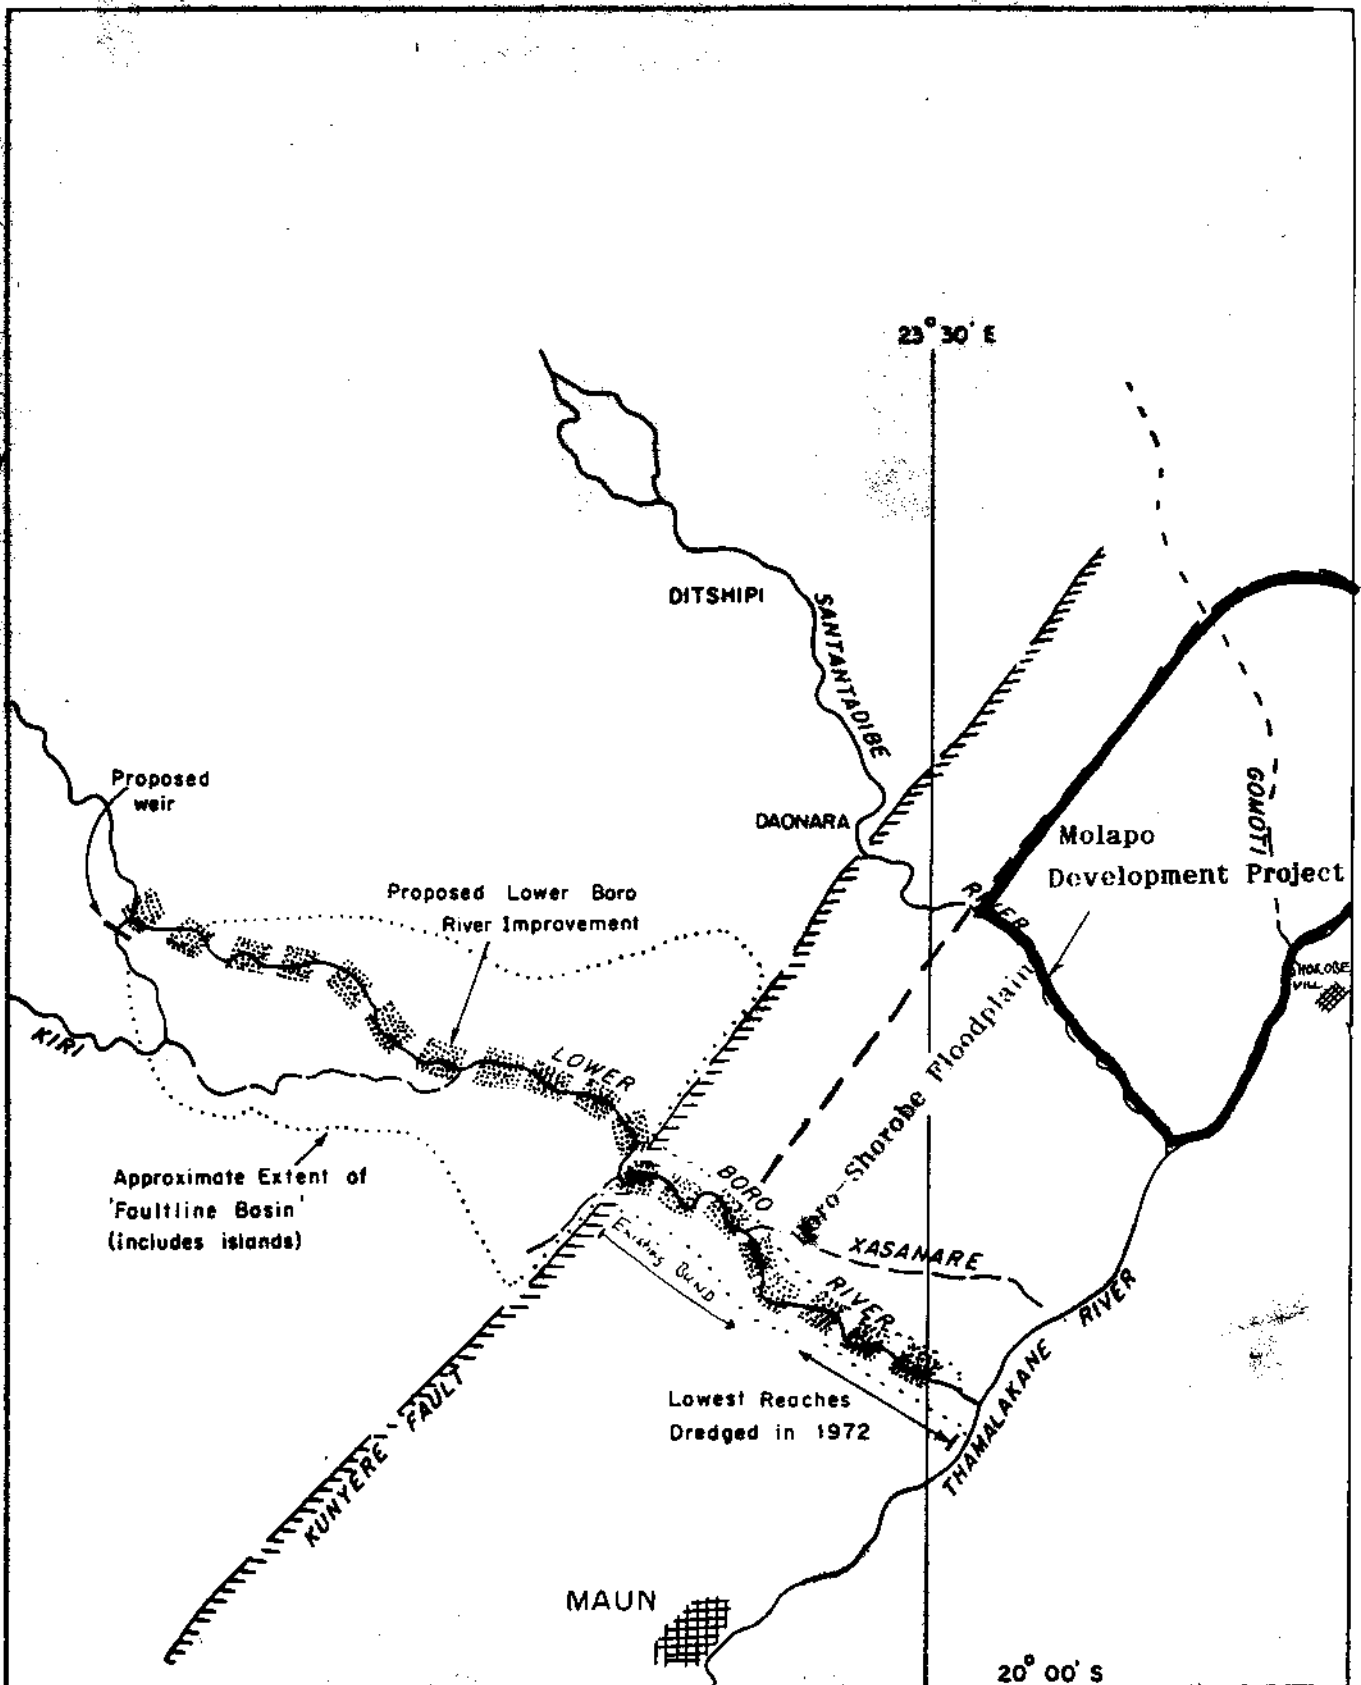 23° 30' E
DITSHIPI
SANTANTADIBE
Proposed
weir
DAONARA
GOMOTI
Molapo
Development Project
Proposed Lower Boro
River Improvement
RIVER
SHOROBE
VILL.
KIRI
LOWER
Boro-Shorobe Floodplain
Approximate Extent of
'Faultline Basin'
(includes islands)
BORO
Existing BUND
XASANARE
RIVER
RIVER
Lowest Reaches
Dredged in 1972
THAMALAKANE
KUNYERE FAULT
MAUN
20° 00' S